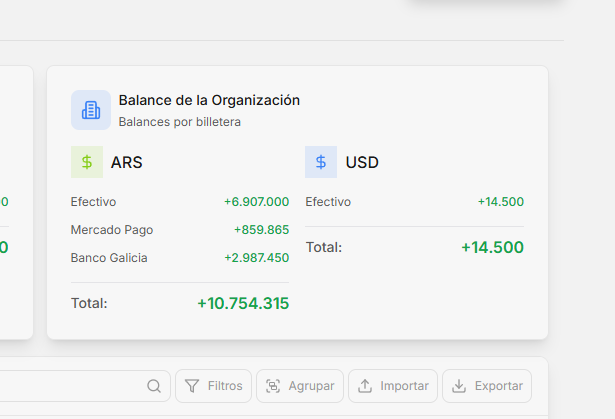 Balance de la Organización
Balances por billetera
$ ARS
Efectivo +6.907.000
Mercado Pago +859.865
Banco Galicia +2.987.450
Total: +10.754.315
$ USD
Efectivo +14.500
Total: +14.500
0
0
Filtros Agrupar Importar Exportar